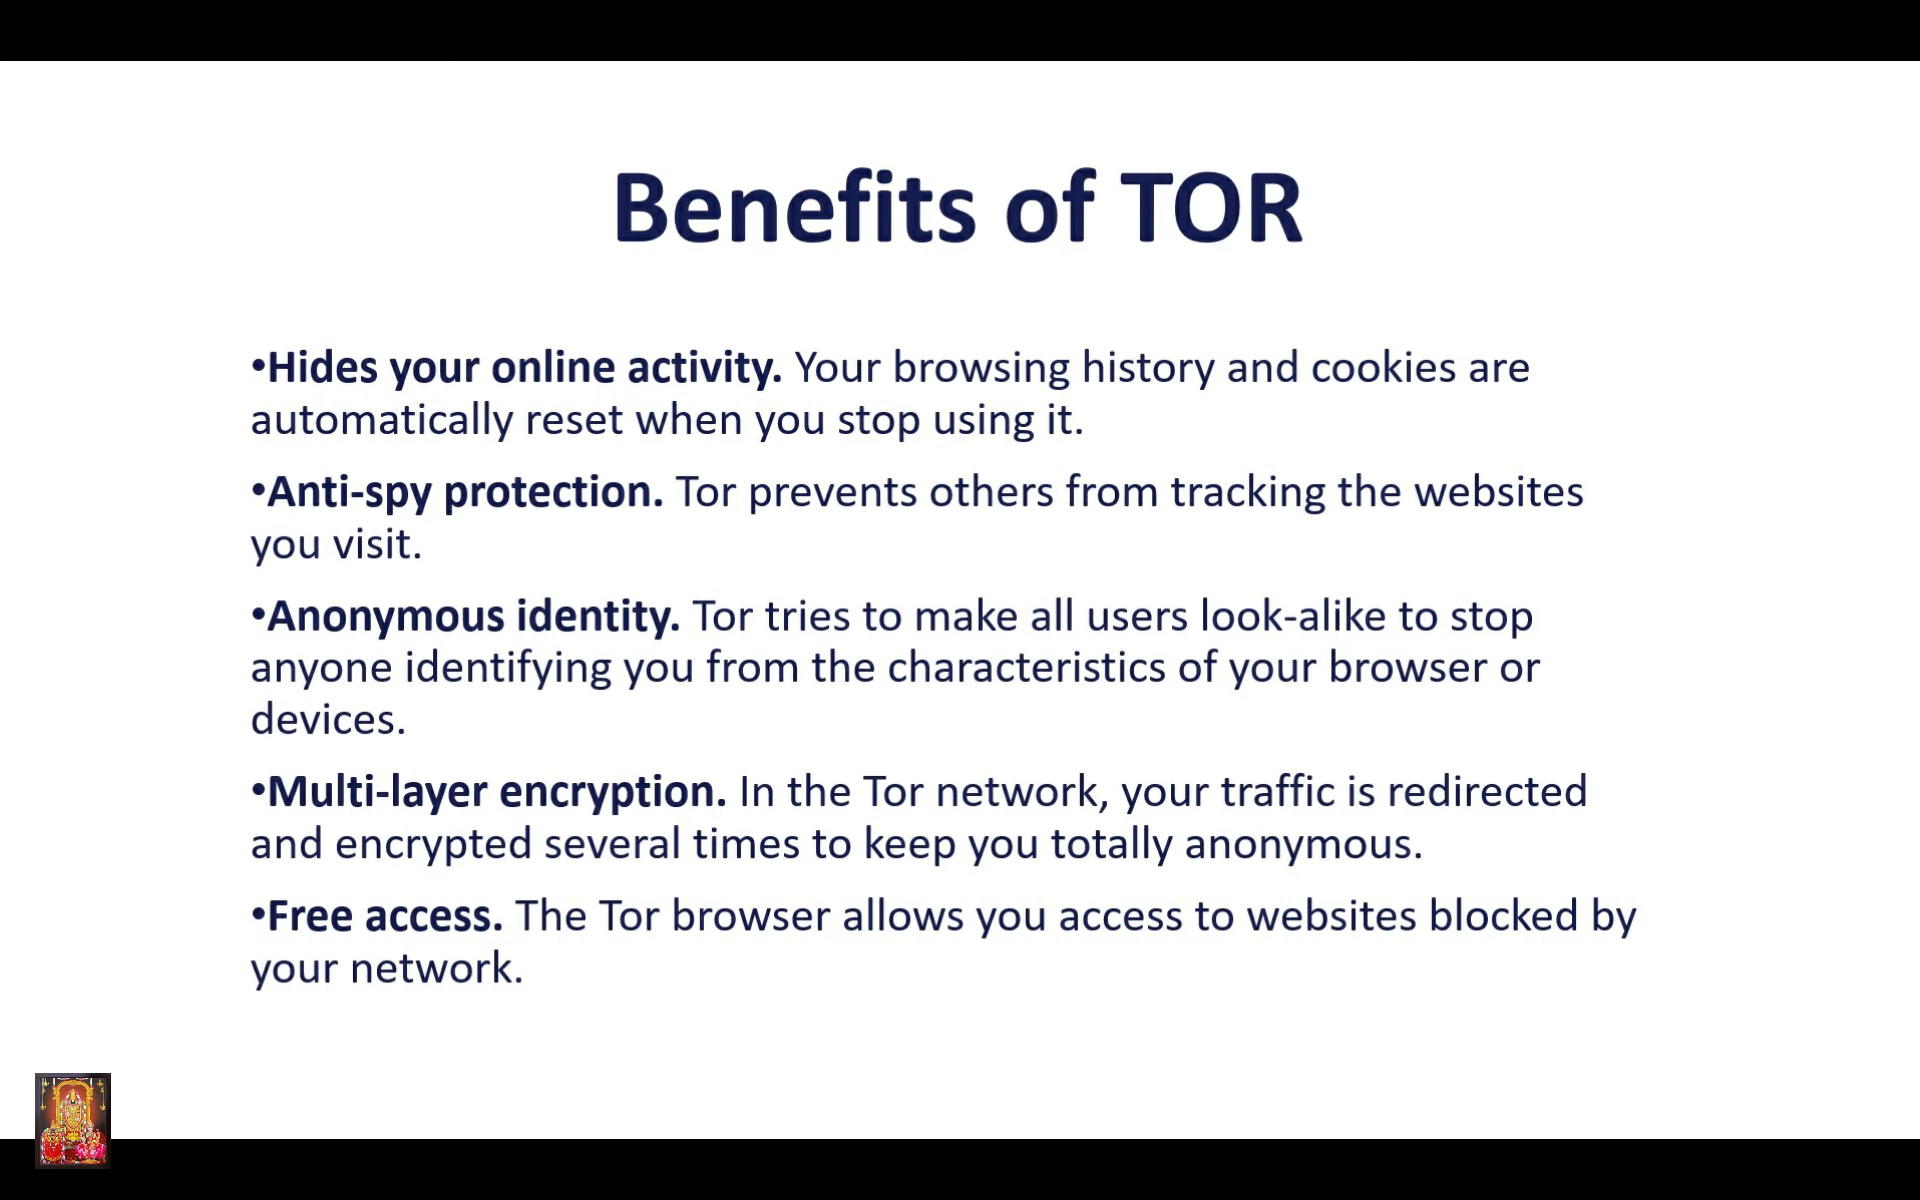 Benefits of TOR
•Hides your online activity. Your browsing history and cookies are
automatically reset when you stop using it.
•Anti-spy protection. Tor prevents others from tracking the websites
you visit.
•Anonymous identity. Tor tries to make all users look-alike to stop
anyone identifying you from the characteristics of your browser or
devices.
•Multi-layer encryption. In the Tor network, your traffic is redirected
and encrypted several times to keep you totally anonymous.
•Free access. The Tor browser allows you access to websites blocked by
your network.